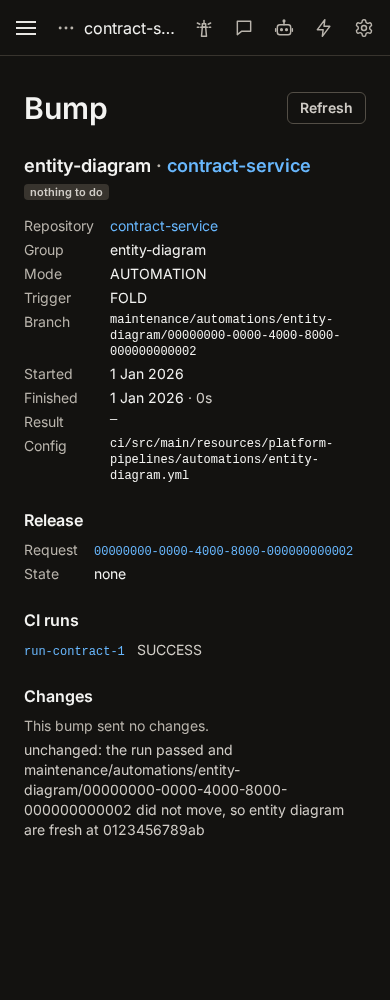 contract-s...
Bump
Refresh
entity-diagram · contract-service
nothing to do
Repository contract-service
Group entity-diagram
Mode AUTOMATION
Trigger FOLD
Branch maintenance/automations/entity-
diagram/00000000-0000-4000-8000-
000000000002
Started 1 Jan 2026
Finished 1 Jan 2026 · 0s
Result —
Config ci/src/main/resources/platform-
pipelines/automations/entity-
diagram.yml
Release
Request 00000000-0000-4000-8000-000000000002
State none
CI runs
run-contract-1 SUCCESS
Changes
This bump sent no changes.
unchanged: the run passed and
maintenance/automations/entity-
diagram/00000000-0000-4000-8000-
000000000002 did not move, so entity diagram
are fresh at 0123456789ab